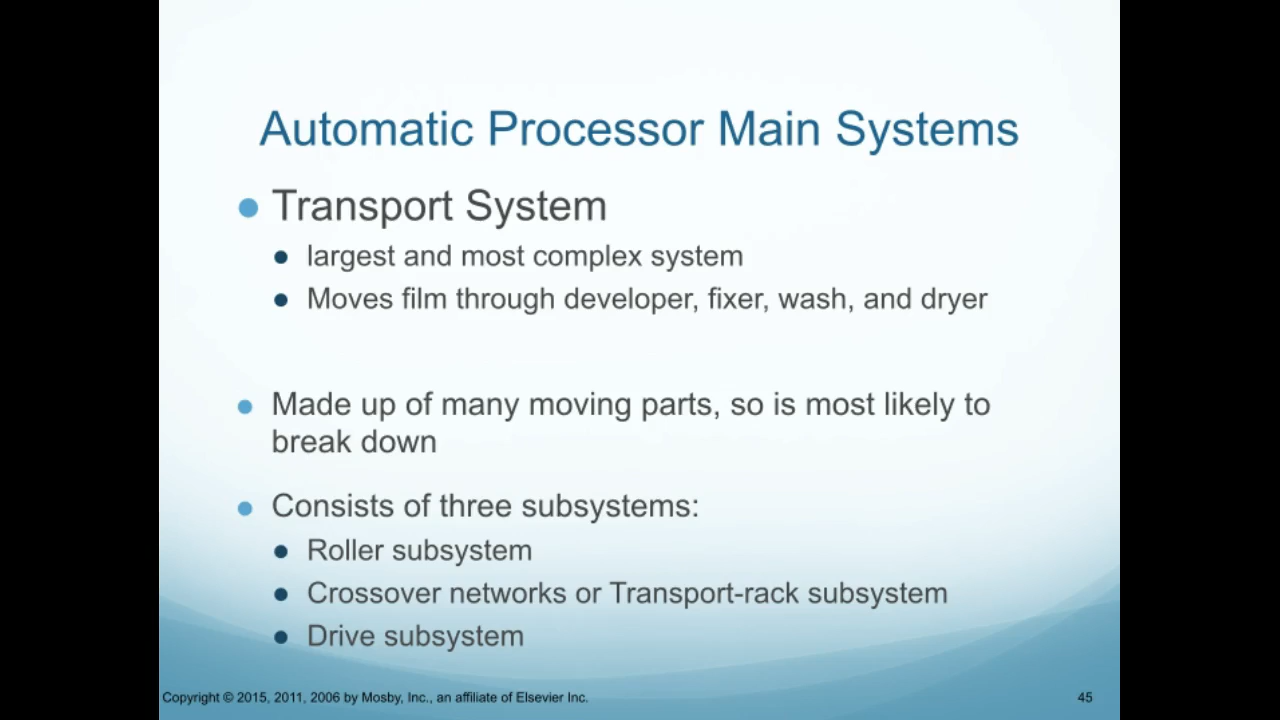 Automatic Processor Main Systems
Transport System
largest and most complex system
Moves film through developer, fixer, wash, and dryer
Made up of many moving parts, so is most likely to
break down
Consists of three subsystems:
Roller subsystem
Crossover networks or Transport-rack subsystem
Drive subsystem
Copyright © 2015, 2011, 2006 by Mosby, Inc., an affiliate of Elsevier Inc.
45